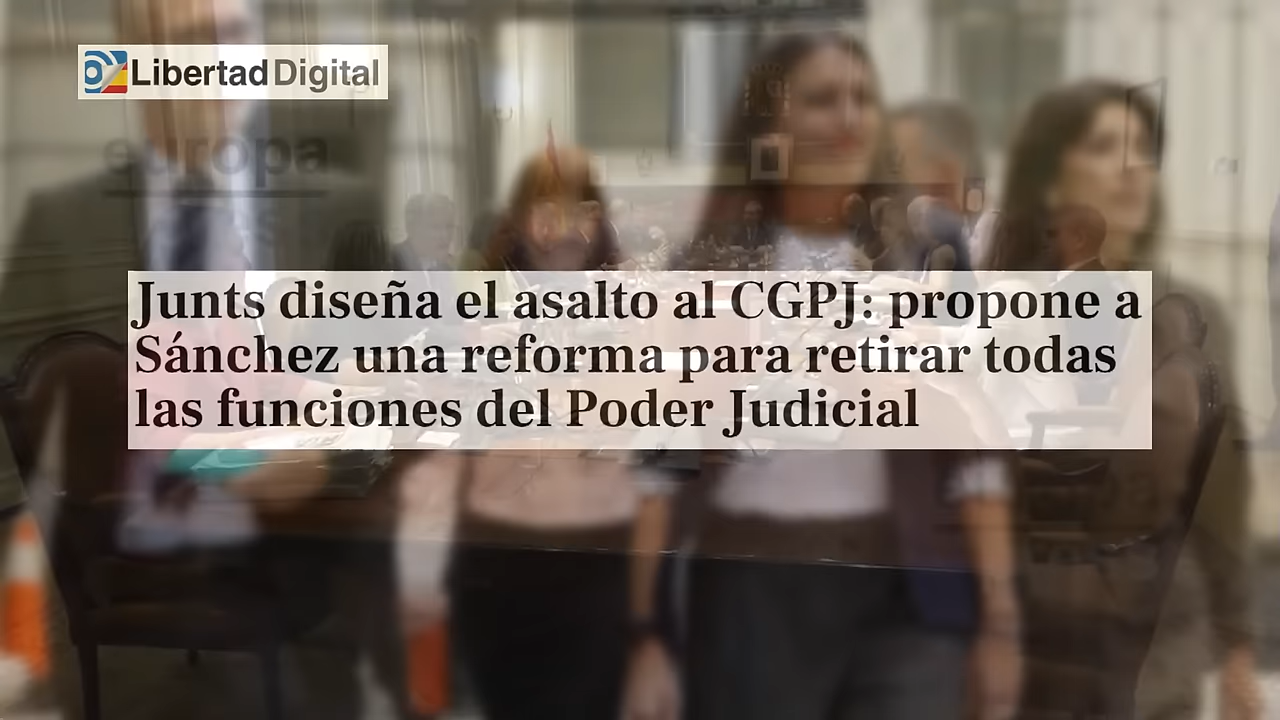 Libertad Digital
europa
Junts diseña el asalto al CGPJ: propone a
Sánchez una reforma para retirar todas
las funciones del Poder Judicial